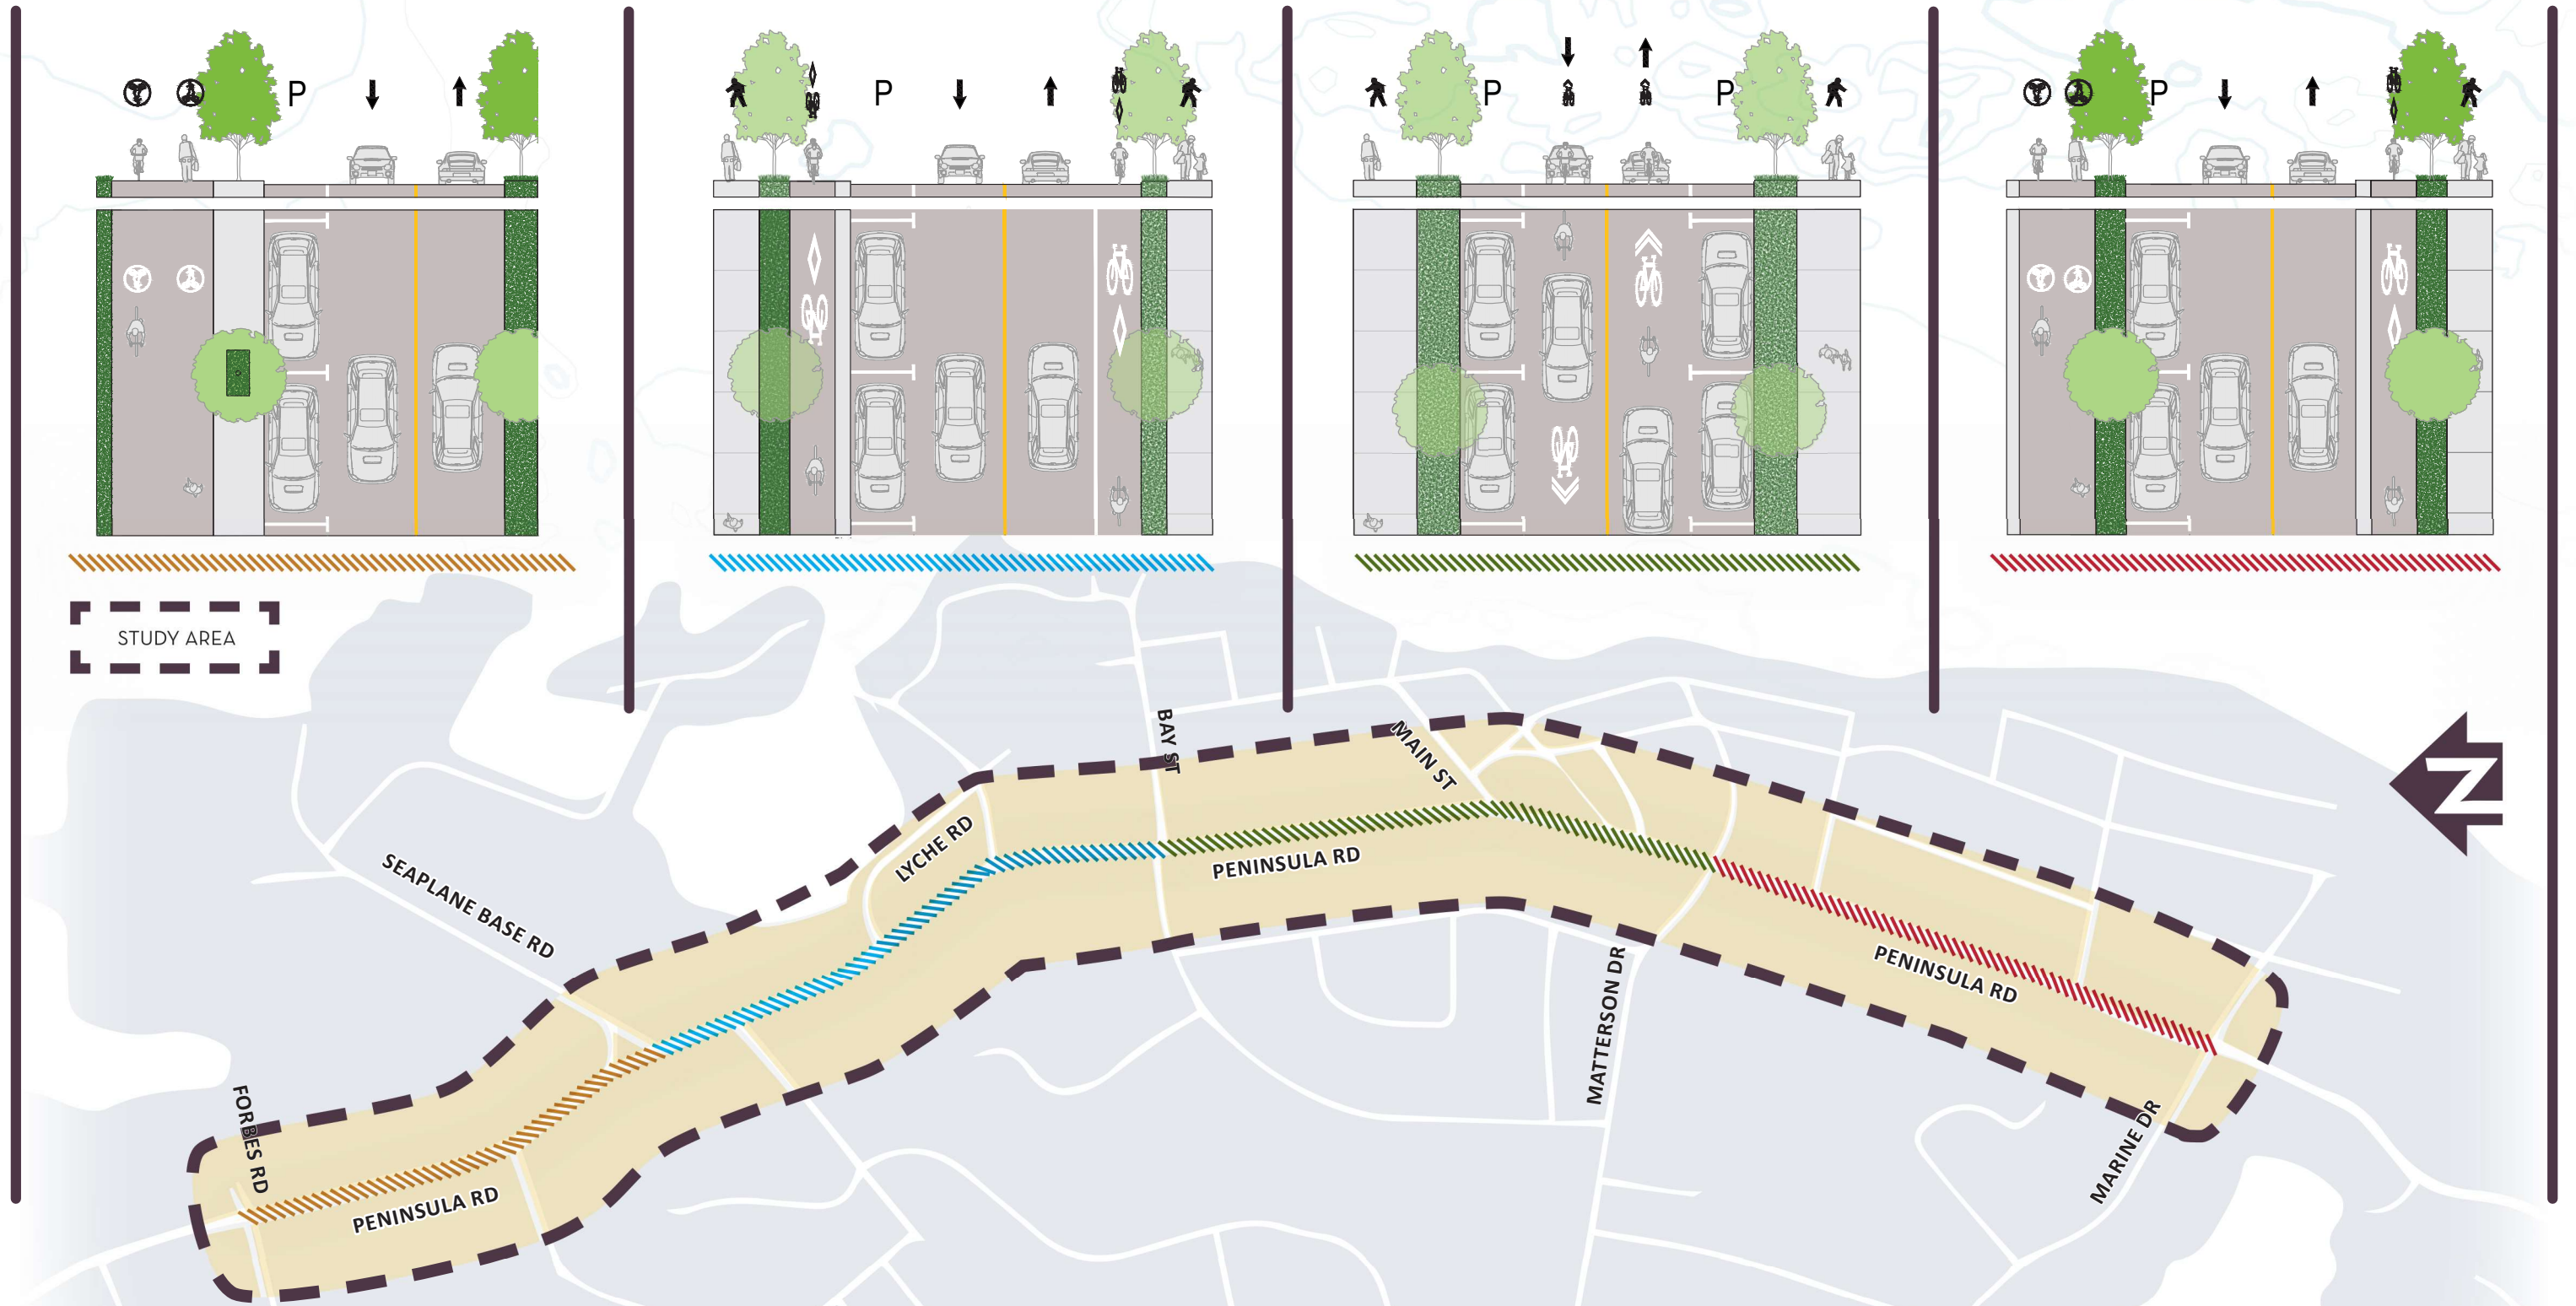 P
P
P
P
P
STUDY AREA
BAY ST
MAIN ST
N
LYCHE RD
PENINSULA RD
SEAPLANE BASE RD
PENINSULA RD
MATTERSON DR
FORBES RD
MARINE DR
PENINSULA RD